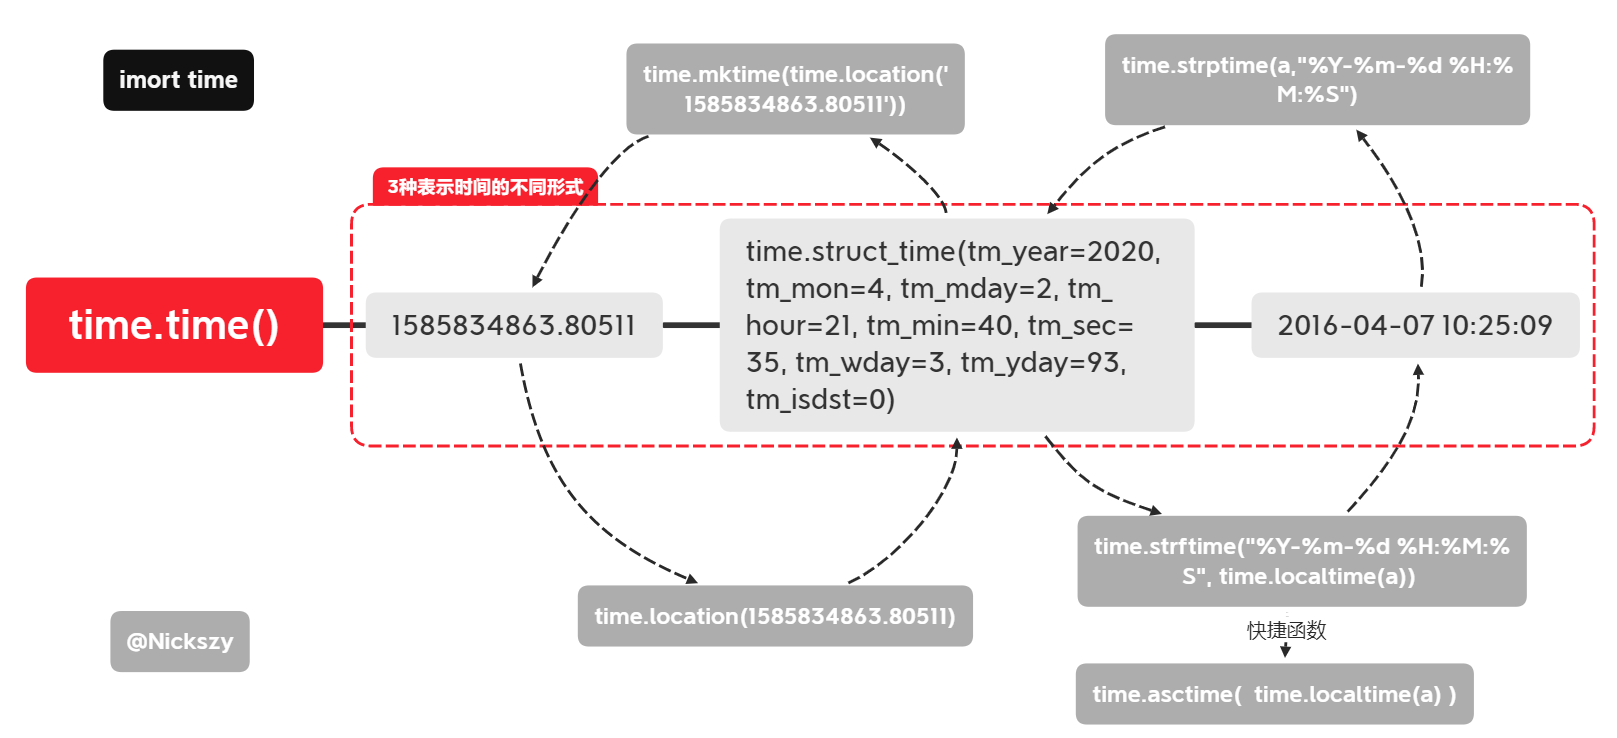 imort time
time.mktime(time.location('
1585834863.80511'))
time.strptime(a,"%Y-%m-%d %H:%
M:%S")
3种表示时间的不同形式
time.time()
1585834863.80511
time.struct_time(tm_year=2020,
tm_mon=4, tm_mday=2, tm_
hour=21, tm_min=40, tm_sec=
35, tm_wday=3, tm_yday=93,
tm_isdst=0)
2016-04-07 10:25:09
time.location(1585834863.80511)
time.strftime("%Y-%m-%d %H:%M:%
S", time.localtime(a))
快捷函数
time.asctime(  time.localtime(a) )
@Nickszy